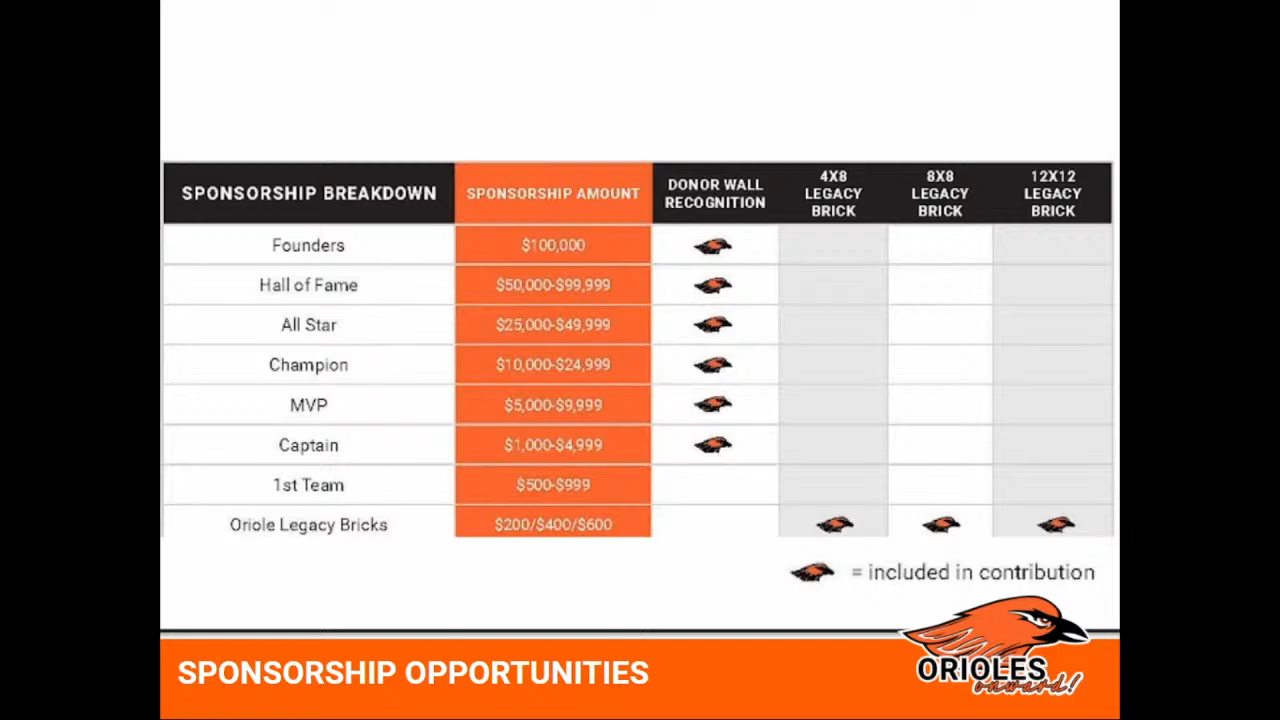 SPONSORSHIP BREAKDOWN SPONSORSHIP AMOUNT DONOR WALL RECOGNITION 4X8 LEGACY BRICK 8X8 LEGACY BRICK 12X12 LEGACY BRICK
Founders $100,000
Hall of Fame $50,000-$99,999
All Star $25,000-$49,999
Champion $10,000-$24,999
MVP $5,000-$9,999
Captain $1,000-$4,999
1st Team $500-$999
Oriole Legacy Bricks $200/$400/$600
= included in contribution
SPONSORSHIP OPPORTUNITIES
ORIOLES
onward!